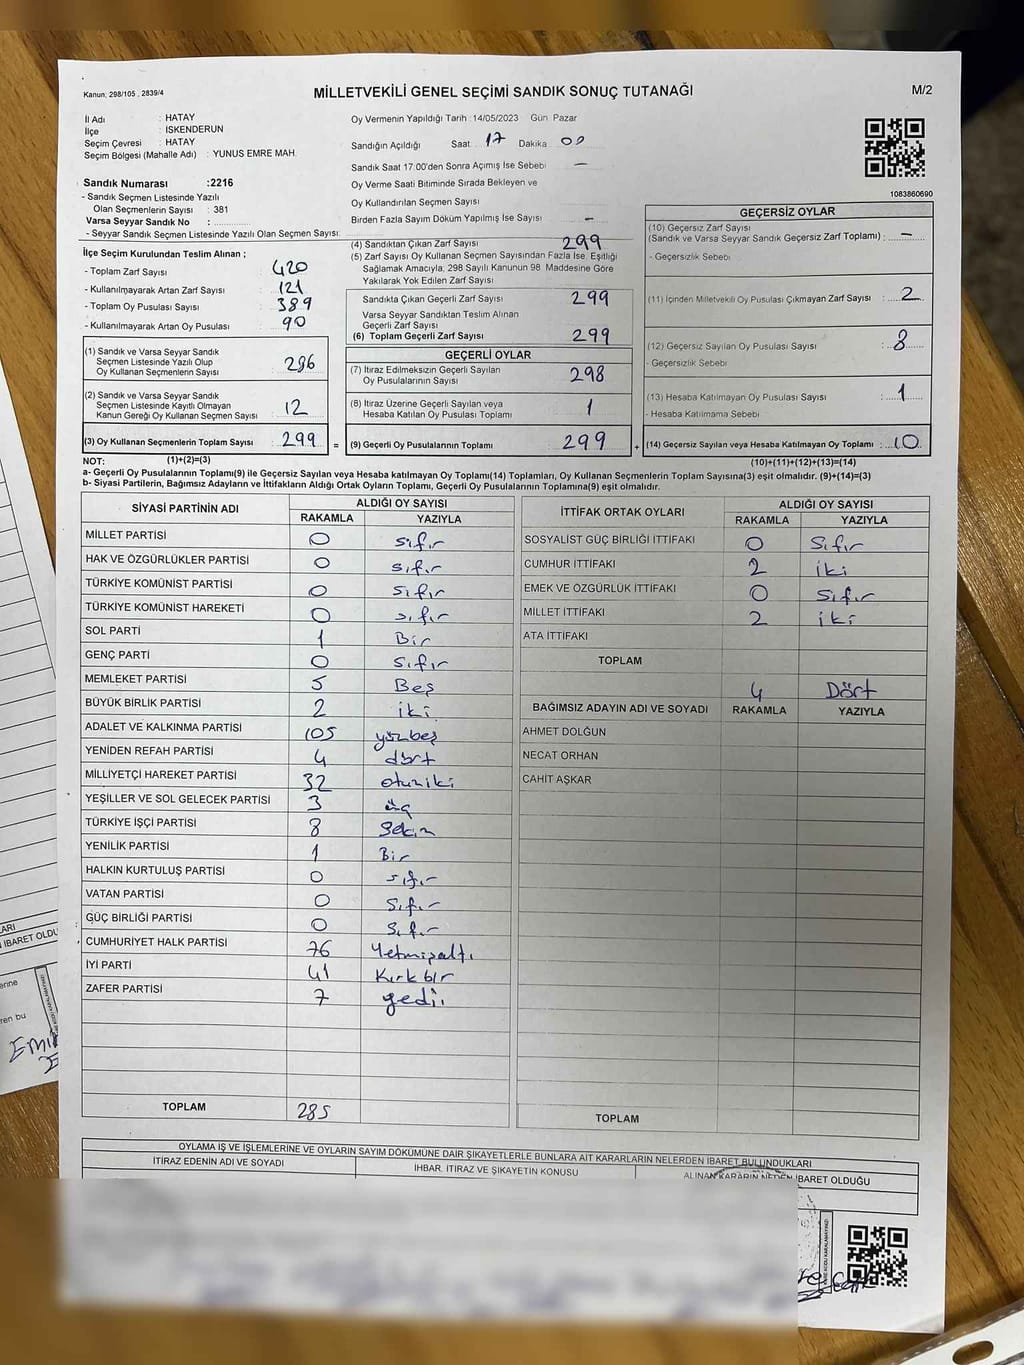 Kanun; 298/105 , 2839/4
MİLLETVEKİLİ GENEL SEÇİMİ SANDIK SONUÇ TUTANAĞI
M/2
İl Adı : HATAY
İlçe : İSKENDERUN
Seçim Çevresi : HATAY
Seçim Bölgesi (Mahalle Adı) : YUNUS EMRE MAH.
Oy Vermenin Yapıldığı Tarih :14/05/2023 Gün Pazar
Sandığın Açıldığı Saat 17 Dakika 00
Sandık Saat 17:00'den Sonra Açımış İse Sebebi –
Oy Verme Saati Bitiminde Sırada Bekleyen ve
Oy Kullandırılan Seçmen Sayısı
Birden Fazla Sayım Döküm Yapılmış İse Sayısı –
1083860690
Sandık Numarası :2216
- Sandık Seçmen Listesinde Yazılı
Olan Seçmenlerin Sayısı : 381
Varsa Seyyar Sandık No :
- Seyyar Sandık Seçmen Listesinde Yazılı Olan Seçmen Sayısı:
İlçe Seçim Kurulundan Teslim Alınan ;
- Toplam Zarf Sayısı : 420
- Kullanılmayarak Artan Zarf Sayısı : 121
- Toplam Oy Pusulası Sayısı : 389
- Kullanılmayarak Artan Oy Pusulası : 90
(1) Sandık ve Varsa Seyyar Sandık
Seçmen Listesinde Yazılı Olup
Oy Kullanan Seçmenlerin Sayısı : 286
(2) Sandık ve Varsa Seyyar Sandık
Seçmen Listesinde Kayıtlı Olmayan
Kanun Gereği Oy Kullanan Seçmen Sayısı : 12
(3) Oy Kullanan Seçmenlerin Toplam Sayısı : 299 =
(4) Sandıktan Çıkan Zarf Sayısı 299
(5) Zarf Sayısı Oy Kullanan Seçmen Sayısından Fazla İse, Eşitliği
Sağlamak Amacıyla, 298 Sayılı Kanunun 98 Maddesine Göre
Yakılarak Yok Edilen Zarf Sayısı
Sandıkta Çıkan Geçerli Zarf Sayısı 299
Varsa Seyyar Sandıktan Teslim Alınan
Geçerli Zarf Sayısı
(6) Toplam Geçerli Zarf Sayısı 299
GEÇERLİ OYLAR
(7) İtiraz Edilmeksizin Geçerli Sayılan
Oy Pusulalarının Sayısı 298
(8) İtiraz Üzerine Geçerli Sayılan veya
Hesaba Katılan Oy Pusulası Toplamı 1
(9) Geçerli Oy Pusulalarının Toplamı 299 +
GEÇERSİZ OYLAR
(10) Geçersiz Zarf Sayısı
(Sandık ve Varsa Seyyar Sandık Geçersiz Zarf Toplamı) : –
- Geçersizlik Sebebi
(11) İçinden Milletvekili Oy Pusulası Çıkmayan Zarf Sayısı : 2
(12) Geçersiz Sayılan Oy Pusulası Sayısı : 8
- Geçersizlik Sebebi
(13) Hesaba Katılmayan Oy Pusulası Sayısı : 1
- Hesaba Katılmama Sebebi
(14) Geçersiz Sayılan veya Hesaba Katılmayan Oy Toplamı : 10
NOT: (1)+(2)=(3) (10)+(11)+(12)+(13)=(14)
a- Geçerli Oy Pusulalarının Toplamı(9) ile Geçersiz Sayılan veya Hesaba katılmayan Oy Toplamı(14) Toplamları, Oy Kullanan Seçmenlerin Toplam Sayısına(3) eşit olmalıdır. (9)+(14)=(3)
b- Siyasi Partilerin, Bağımsız Adayların ve İttifakların Aldığı Ortak Oyların Toplamı, Geçerli Oy Pusulalarının Toplamına(9) eşit olmalıdır.
SİYASİ PARTİNİN ADI ALDIĞI OY SAYISI
RAKAMLA YAZIYLA
MİLLET PARTİSİ 0 sıfır
HAK VE ÖZGÜRLÜKLER PARTİSİ 0 sıfır
TÜRKİYE KOMÜNİST PARTİSİ 0 sıfır
TÜRKİYE KOMÜNİST HAREKETİ 0 sıfır
SOL PARTİ 1 Bir
GENÇ PARTİ 0 sıfır
MEMLEKET PARTİSİ 5 Beş
BÜYÜK BİRLİK PARTİSİ 2 iki
ADALET VE KALKINMA PARTİSİ 105 yüzbeş
YENİDEN REFAH PARTİSİ 4 dört
MİLLİYETÇİ HAREKET PARTİSİ 32 otuziki
YEŞİLLER VE SOL GELECEK PARTİSİ 3 üç
TÜRKİYE İŞÇİ PARTİSİ 8 Sekiz
YENİLİK PARTİSİ 1 Bir
HALKIN KURTULUŞ PARTİSİ 0 sıfır
VATAN PARTİSİ 0 Sıfır
GÜÇ BİRLİĞİ PARTİSİ 0 Sıfır
CUMHURİYET HALK PARTİSİ 76 Yetmişaltı
İYİ PARTİ 41 Kırkbir
ZAFER PARTİSİ 7 yedi
TOPLAM 285
İTTİFAK ORTAK OYLARI ALDIĞI OY SAYISI
RAKAMLA YAZIYLA
SOSYALİST GÜÇ BİRLİĞİ İTTİFAKI 0 Sıfır
CUMHUR İTTİFAKI 2 iki
EMEK VE ÖZGÜRLÜK İTTİFAKI 0 Sıfır
MİLLET İTTİFAKI 2 iki
ATA İTTİFAKI
TOPLAM
4 Dört
BAĞIMSIZ ADAYIN ADI VE SOYADI RAKAMLA YAZIYLA
AHMET DOLĞUN
NECAT ORHAN
CAHİT AŞKAR
TOPLAM
OYLAMA İŞ VE İŞLEMLERİNE VE OYLARIN SAYIM DÖKÜMÜNE DAİR ŞİKAYETLERLE BUNLARA AİT KARARLARIN NELERDEN İBARET BULUNDUKLARI
İTİRAZ EDENİN ADI VE SOYADI İHBAR, İTİRAZ VE ŞİKAYETİN KONUSU ALINAN KARARIN NEDEN İBARET OLDUĞU